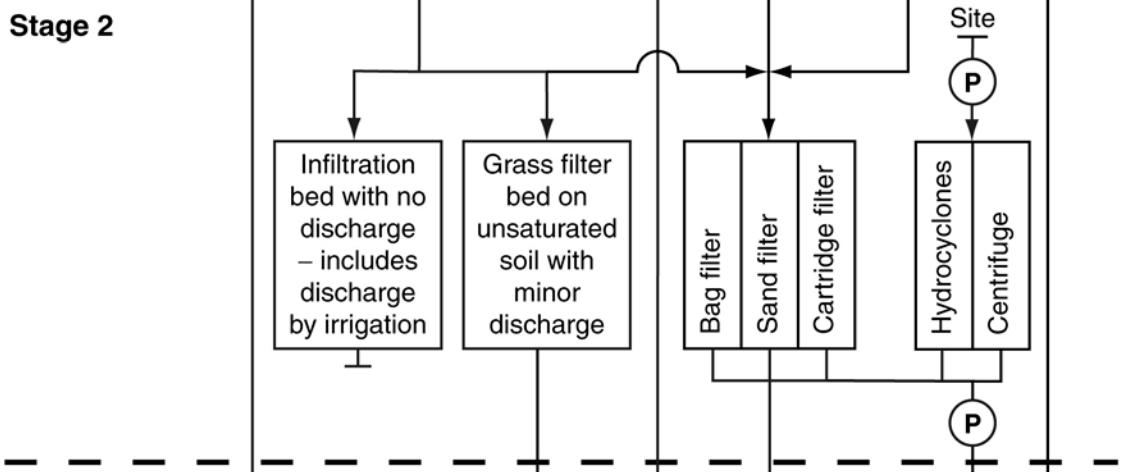 Stage 2
Site
P
Infiltration
bed with no
discharge
– includes
discharge
by irrigation
Grass filter
bed on
unsaturated
soil with
minor
discharge
Bag filter
Sand filter
Cartridge filter
Hydrocyclones
Centrifuge
P